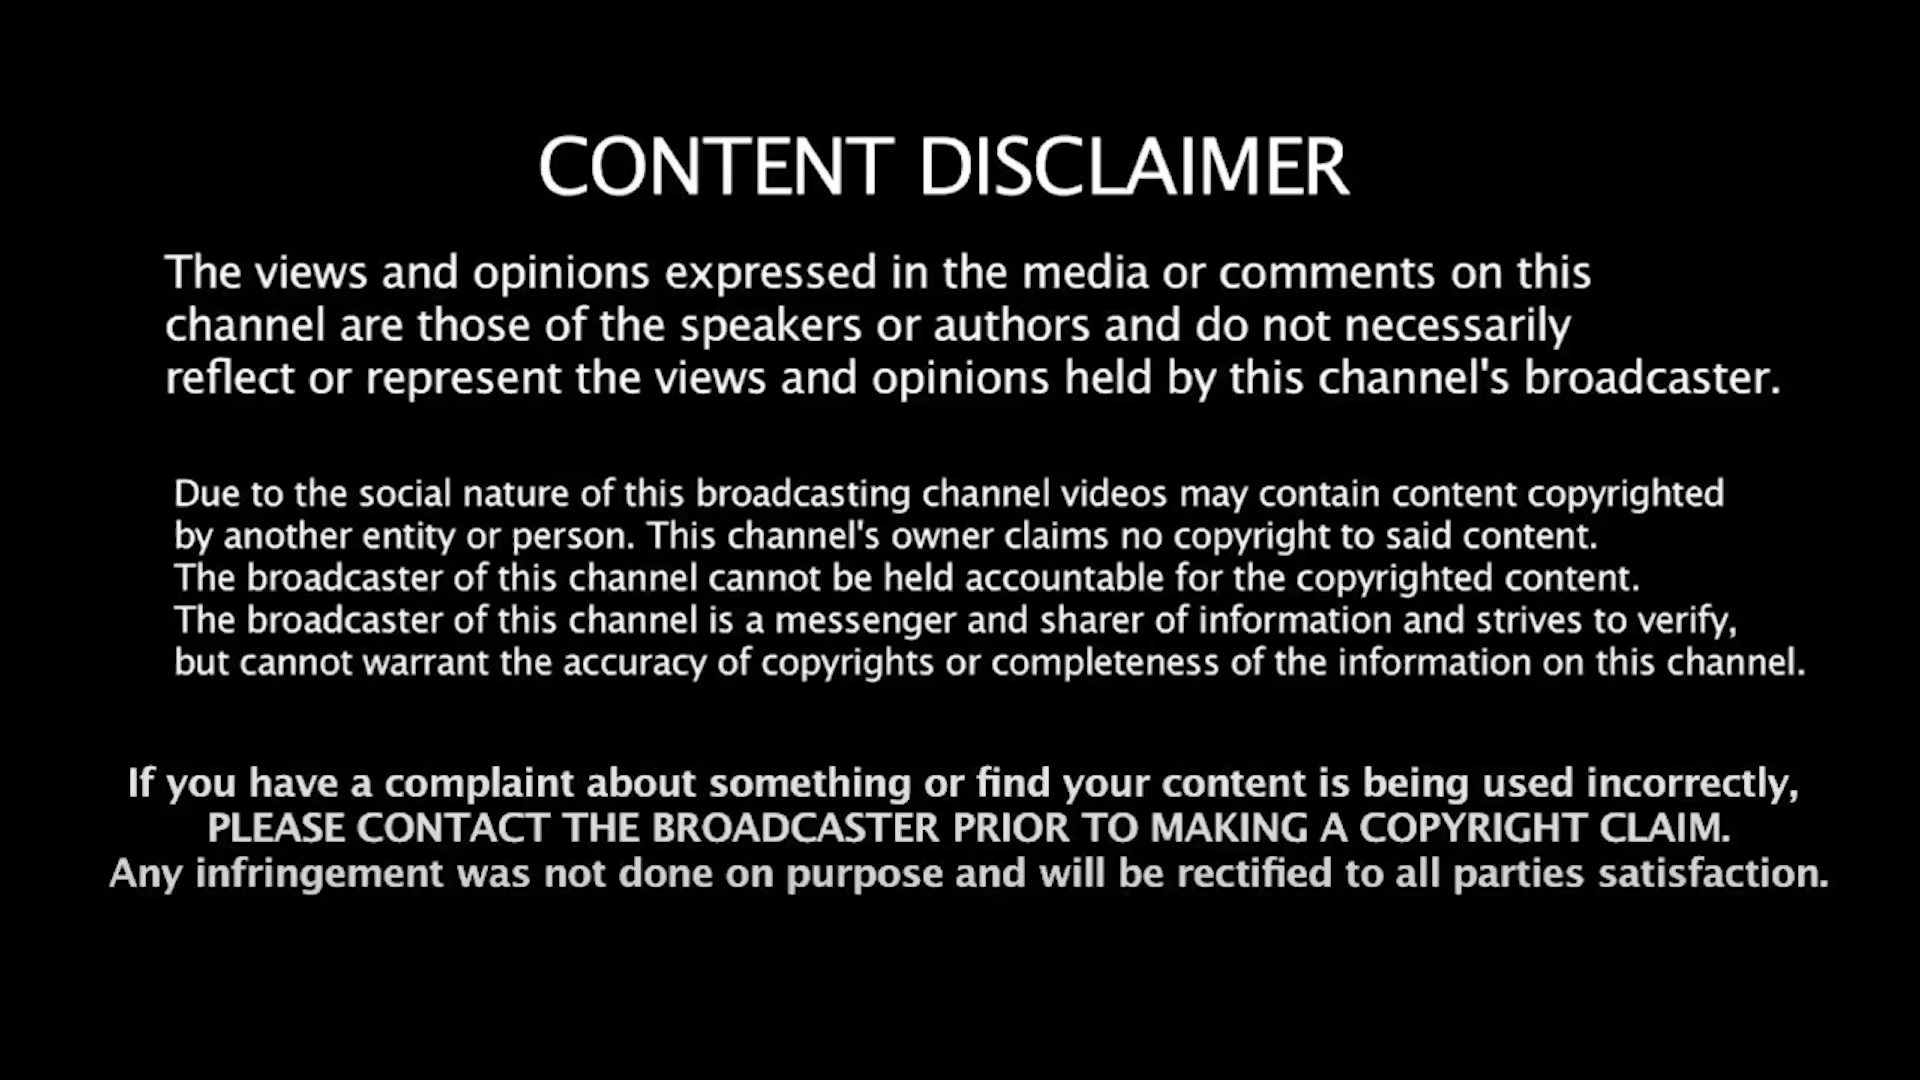 CONTENT DISCLAIMER
The views and opinions expressed in the media or comments on this
channel are those of the speakers or authors and do not necessarily
reflect or represent the views and opinions held by this channel's broadcaster.
Due to the social nature of this broadcasting channel videos may contain content copyrighted
by another entity or person. This channel's owner claims no copyright to said content.
The broadcaster of this channel cannot be held accountable for the copyrighted content.
The broadcaster of this channel is a messenger and sharer of information and strives to verify,
but cannot warrant the accuracy of copyrights or completeness of the information on this channel.
If you have a complaint about something or find your content is being used incorrectly,
PLEASE CONTACT THE BROADCASTER PRIOR TO MAKING A COPYRIGHT CLAIM.
Any infringement was not done on purpose and will be rectified to all parties satisfaction.